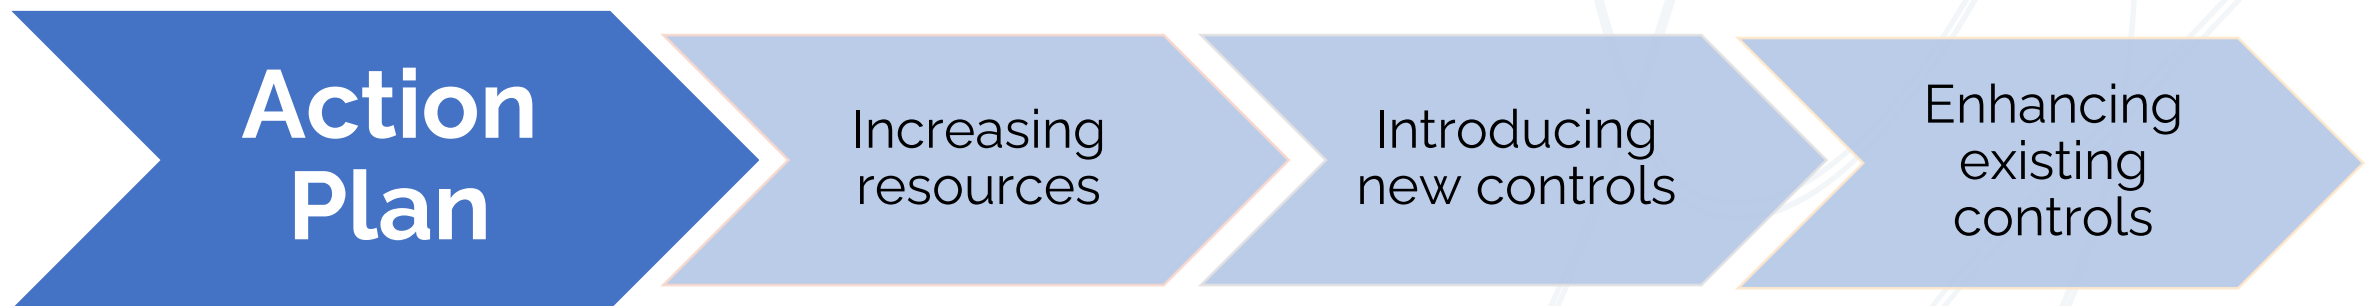 Action
Plan
Increasing
resources
Introducing
new controls
Enhancing
existing
controls